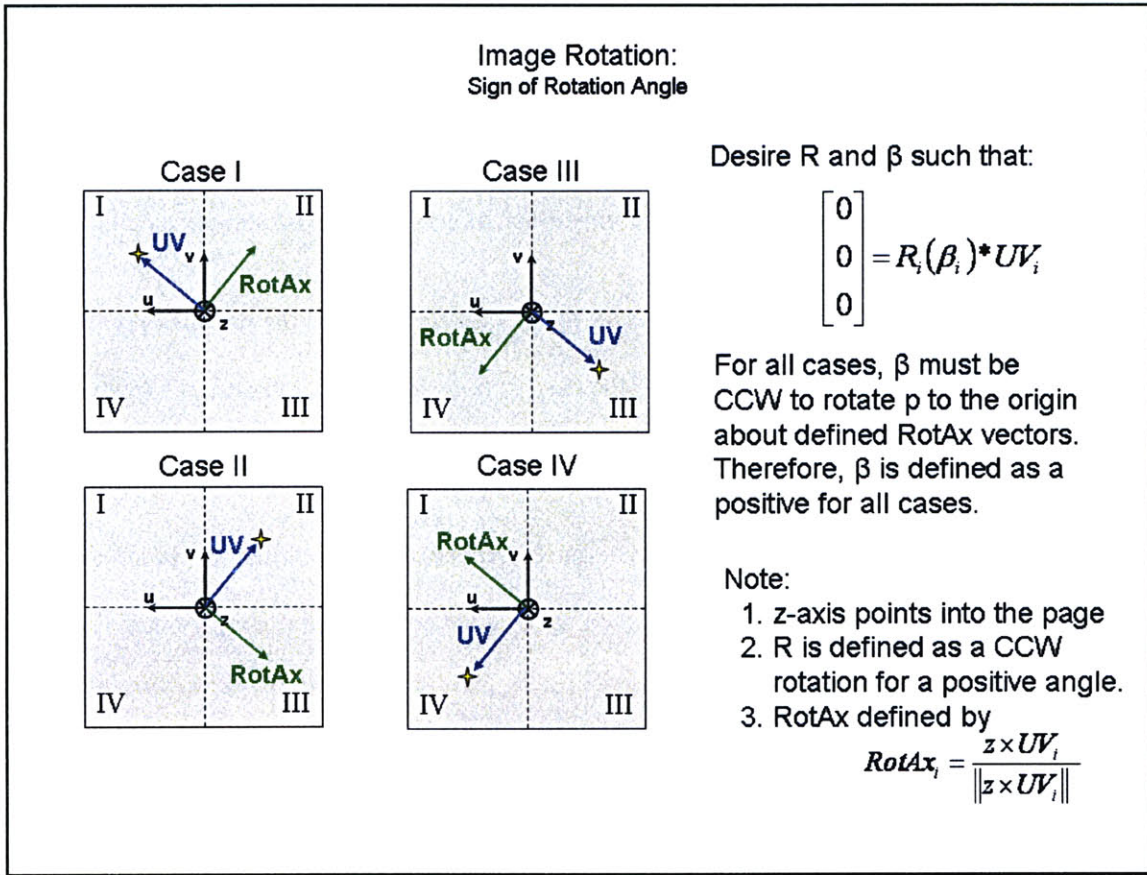 Image Rotation:
Sign of Rotation Angle
Case I
I
II
UV
v
RotAx
u
z
IV
III
Case III
I
II
v
u
z
RotAx
UV
IV
III
Case II
I
II
UV
v
u
z
RotAx
IV
III
Case IV
I
II
RotAx
v
u
z
UV
IV
III
Desire R and β such that:
[0 0 0] = R_i(β_i)* UV_i
For all cases, β must be
CCW to rotate p to the origin
about defined RotAx vectors.
Therefore, β is defined as a
positive for all cases.
Note:
1. z-axis points into the page
2. R is defined as a CCW
rotation for a positive angle.
3. RotAx defined by
RotAx_i = z × UV_i / ||z × UV_i||